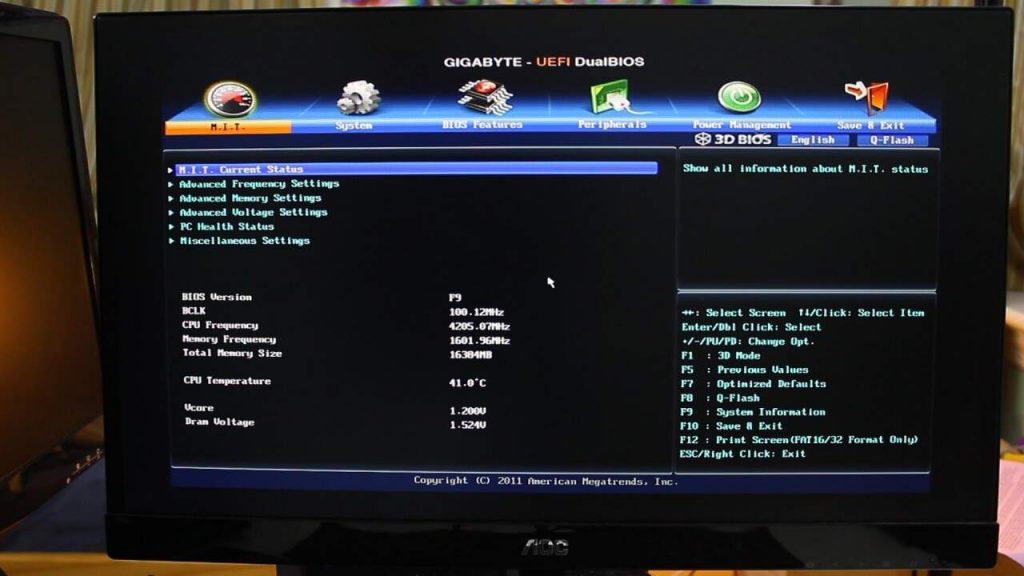 GIGABYTE - UEFI DualBIOS
M.I.T. System BIOS Features Peripherals Power Management Save & Exit
3D BIOS English Q-Flash
M.I.T. Current Status
Advanced Frequency Settings
Advanced Memory Settings
Advanced Voltage Settings
PC Health Status
Miscellaneous Settings
BIOS Version F9
BCLK 100.12MHz
CPU Frequency 4205.07MHz
Memory Frequency 1601.96MHz
Total Memory Size 16384MB
CPU Temperature 41.0°C
Vcore 1.200V
Dram Voltage 1.524V
Show all information about M.I.T. status
↔: Select Screen ↑↓/Click: Select Item
Enter/Dbl Click: Select
+/-/PU/PD: Change Opt.
F1 : 3D Mode
F5 : Previous Values
F7 : Optimized Defaults
F8 : Q-Flash
F9 : System Information
F10 : Save & Exit
F12 : Print Screen(FAT16/32 Format Only)
ESC/Right Click: Exit
Copyright (C) 2011 American Megatrends, Inc.
AOC